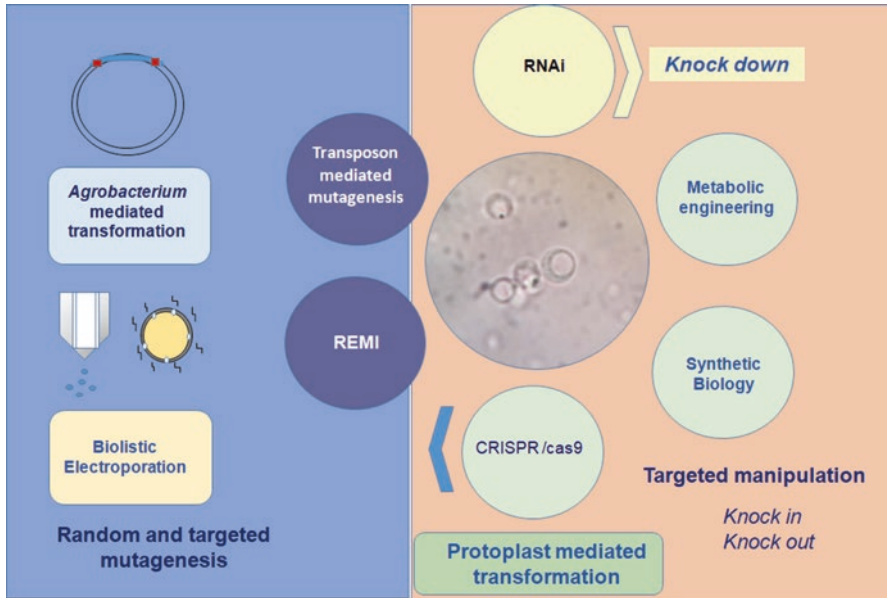 Agrobacterium
mediated
transformation
Biolistic
Electroporation
Random and targeted
mutagenesis
Transposon
mediated
mutagenesis
REMI
RNAi
Knock down
Metabolic
engineering
Synthetic
Biology
CRISPR/cas9
Targeted manipulation
Knock in
Knock out
Protoplast mediated
transformation